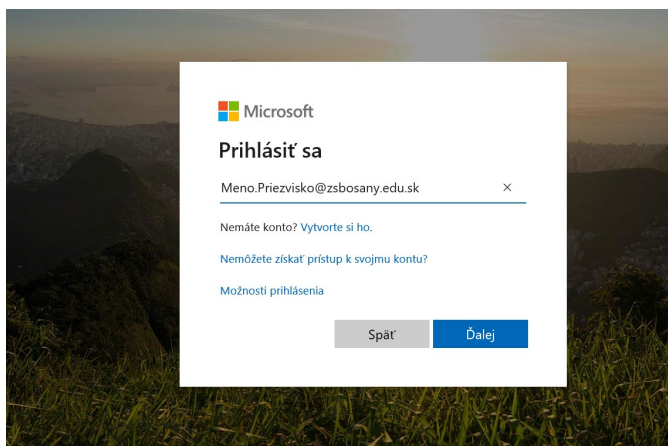 Microsoft
Prihlásiť sa
Meno.Priezvisko@zsbosany.edu.sk
Nemáte konto? Vytvorte si ho.
Nemôžete získať prístup k svojmu kontu?
Možnosti prihlásenia
Späť Ďalej